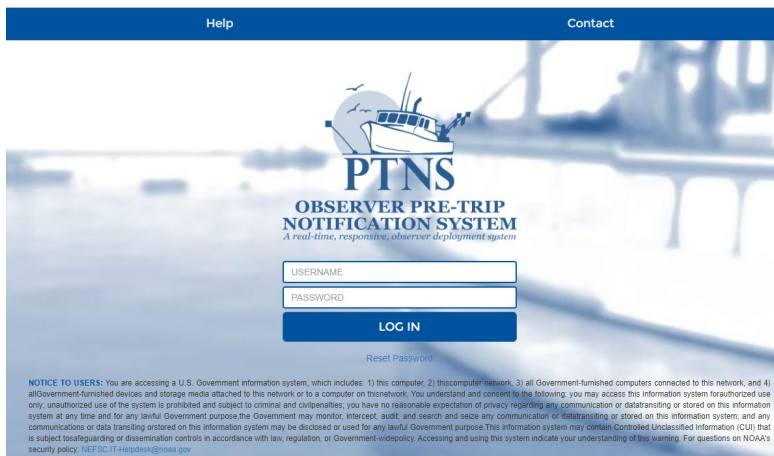 Help
Contact
PTNS
OBSERVER PRE-TRIP
NOTIFICATION SYSTEM
A real-time, responsive, observer deployment system
USERNAME
PASSWORD
LOG IN
Reset Password
NOTICE TO USERS: You are accessing a U.S. Government information system, which includes: 1) this computer, 2) thiscomputer network, 3) all Government-furnished computers connected to this network, and 4)
allGovernment-furnished devices and storage media attached to this network or to a computer on thisnetwork. You understand and consent to the following: you may access this information system forauthorized use
only; unauthorized use of the system is prohibited and subject to criminal and civilpenalties; you have no reasonable expectation of privacy regarding any communication or datatransiting or stored on this information
system at any time and for any lawful Government purpose,the Government may monitor, intercept, audit, and search and seize any communication or datatransiting or stored on this information system; and any
communications or data transiting orstored on this information system may be disclosed or used for any lawful Government purpose.This information system may contain Controlled Unclassified Information (CUI) that
is subject tosafeguarding or dissemination controls in accordance with law, regulation, or Government-widepolicy. Accessing and using this system indicate your understanding of this warning. For questions on NOAA's
security policy: NEFSC.IT-Helpdesk@noaa.gov